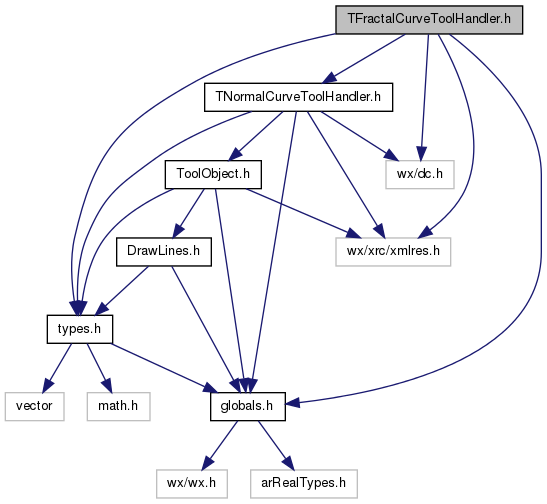 TFractalCurveToolHandler.h
TNormalCurveToolHandler.h
ToolObject.h
wx/dc.h
DrawLines.h
wx/xrc/xmlres.h
types.h
vector
math.h
globals.h
wx/wx.h
arRealTypes.h